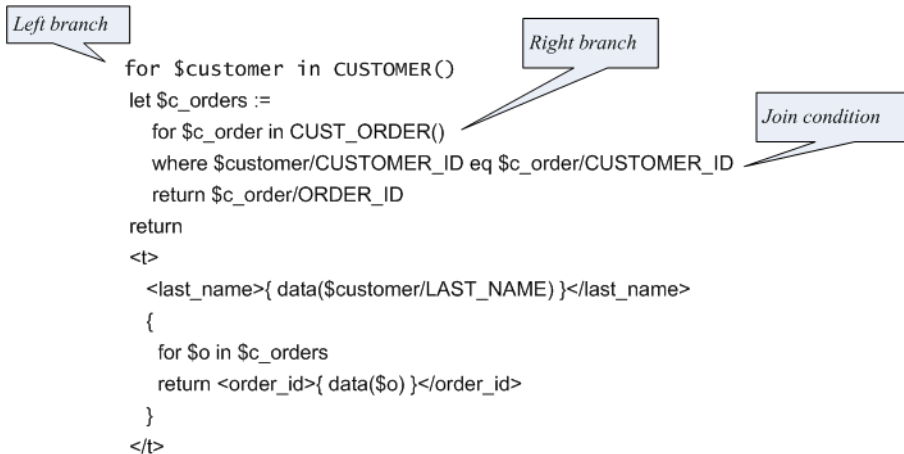 Left branch
Right branch
for $customer in CUSTOMER()
let $c_orders :=
for $c_order in CUST_ORDER()
Join condition
where $customer/CUSTOMER_ID eq $c_order/CUSTOMER_ID
return $c_order/ORDER_ID
return
<t>
<last_name>{ data($customer/LAST_NAME) }</last_name>
{
for $o in $c_orders
return <order_id>{ data($o) }</order_id>
}
</t>